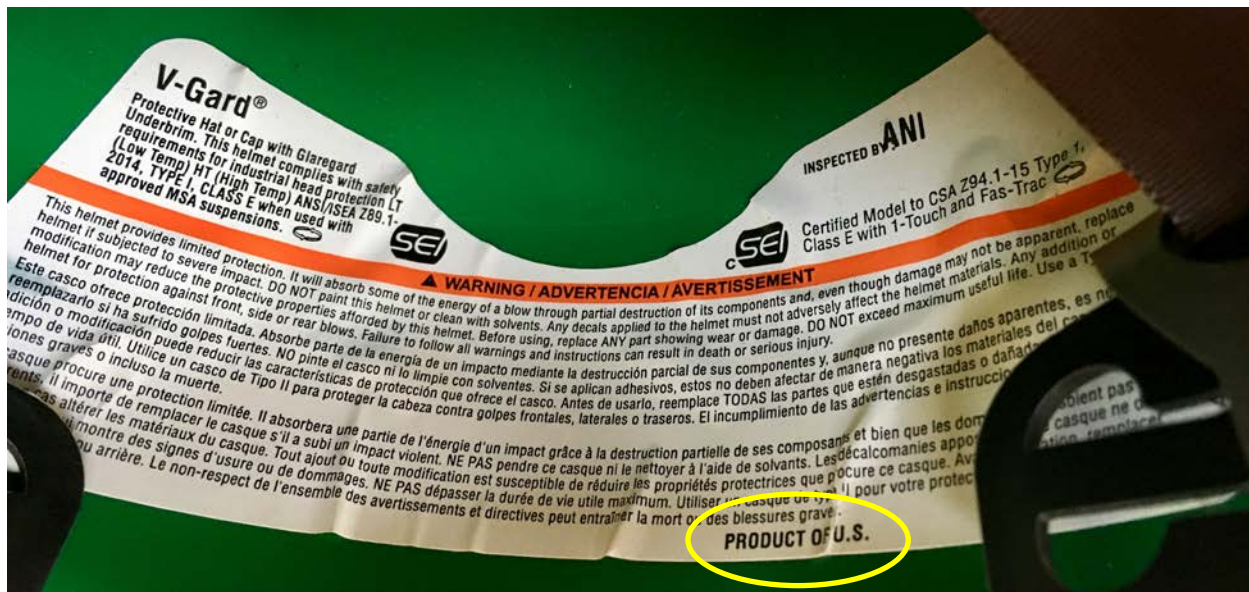 V-Gard®
Protective Hat or Cap with Glaregard
Underbrim. This helmet complies with safety
requirements for industrial head protection LT
(Low Temp) HT (High Temp) ANSI/ISEA Z89.1-
2014, TYPE I, CLASS E when used with
approved MSA suspensions.
SEI
INSPECTED BY: ANI
cSEI
Certified Model to CSA Z94.1-15 Type 1,
Class E with 1-Touch and Fas-Trac
WARNING / ADVERTENCIA / AVERTISSEMENT
This helmet provides limited protection. It will absorb some of the energy of a blow through partial destruction of its components and, even though damage may not be apparent, replace
helmet if subjected to severe impact. DO NOT paint this helmet or clean with solvents. Any decals applied to the helmet must not adversely affect the helmet materials. Any addition or
modification may reduce the protective properties afforded by this helmet. Before using, replace ANY part showing wear or damage. DO NOT exceed maximum useful life. Use a
helmet for protection against front, side or rear blows. Failure to follow all warnings and instructions can result in death or serious injury.
Este casco ofrece protección limitada. Absorbe parte de la energía de un impacto mediante la destrucción parcial de sus componentes y, aunque no presente daños aparentes, es
reemplazarlo si ha sufrido golpes fuertes. NO pinte el casco ni lo limpie con solventes. Si se aplican adhesivos, estos no deben afectar de manera negativa los materiales del
dición o modificación puede reducir las características de protección que ofrece el casco. Antes de usarlo, reemplace TODAS las partes que estén desgastadas o
mpo de vida útil. Utilice un casco de Tipo II para proteger la cabeza contra golpes frontales, laterales o traseros. El incumplimiento de las advertencias e
iones graves o incluso la muerte.
casque procure une protection limitée. Il absorbera une partie de l'énergie d'un impact grâce à la destruction partielle de ses composants et bien que les
rents, il importe de remplacer le casque s'il a subi un impact violent. NE PAS pendre ce casque ni le nettoyer à l'aide de solvants. Les décalcomanies
cas altérer les matériaux du casque. Tout ajout ou toute modification est susceptible de réduire les propriétés protectrices que procure ce casque.
montre des signes d'usure ou de dommages. NE PAS dépasser la durée de vie utile maximum. Utiliser un casque de type II pour votre
ou arrière. Le non-respect de l'ensemble des avertissements et directives peut entraîner la mort ou des blessures
PRODUCT OF U.S.